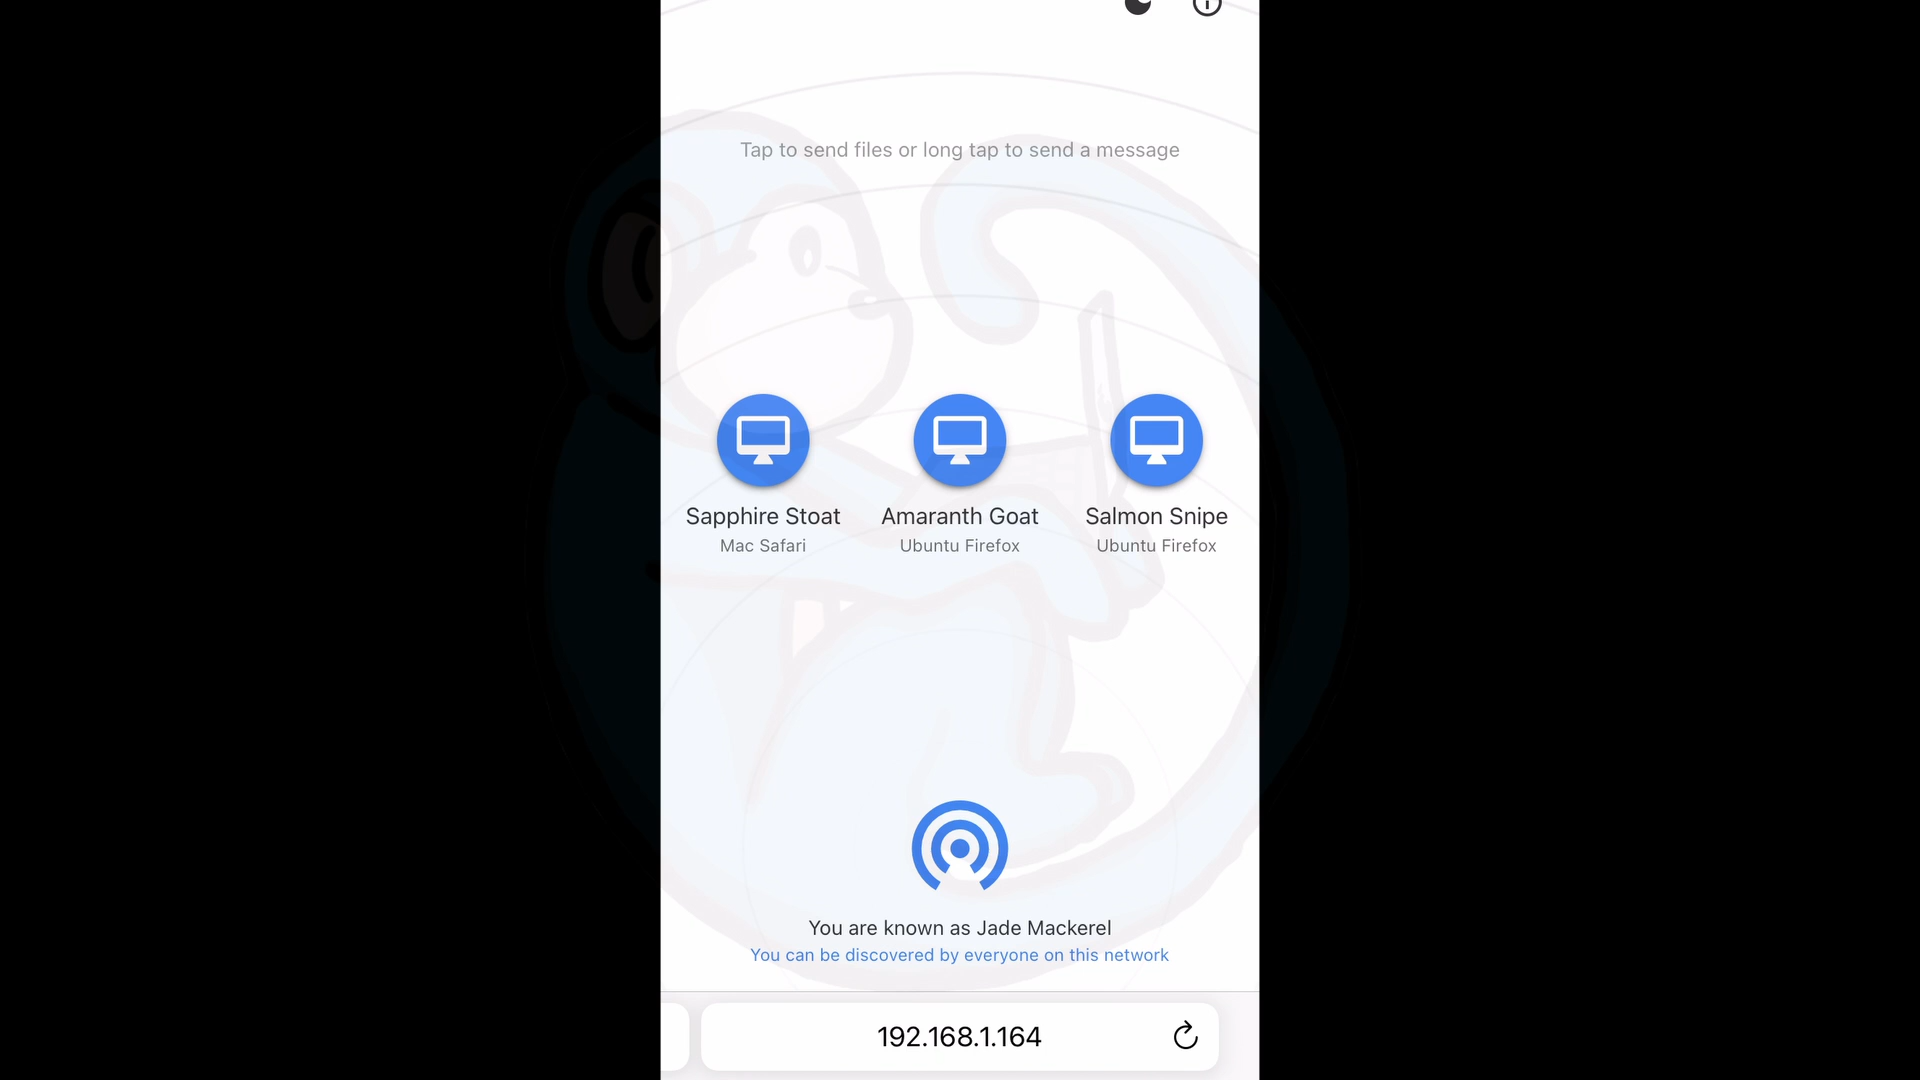 Tap to send files or long tap to send a message
Sapphire Stoat
Mac Safari
Amaranth Goat
Ubuntu Firefox
Salmon Snipe
Ubuntu Firefox
You are known as Jade Mackerel
You can be discovered by everyone on this network
192.168.1.164